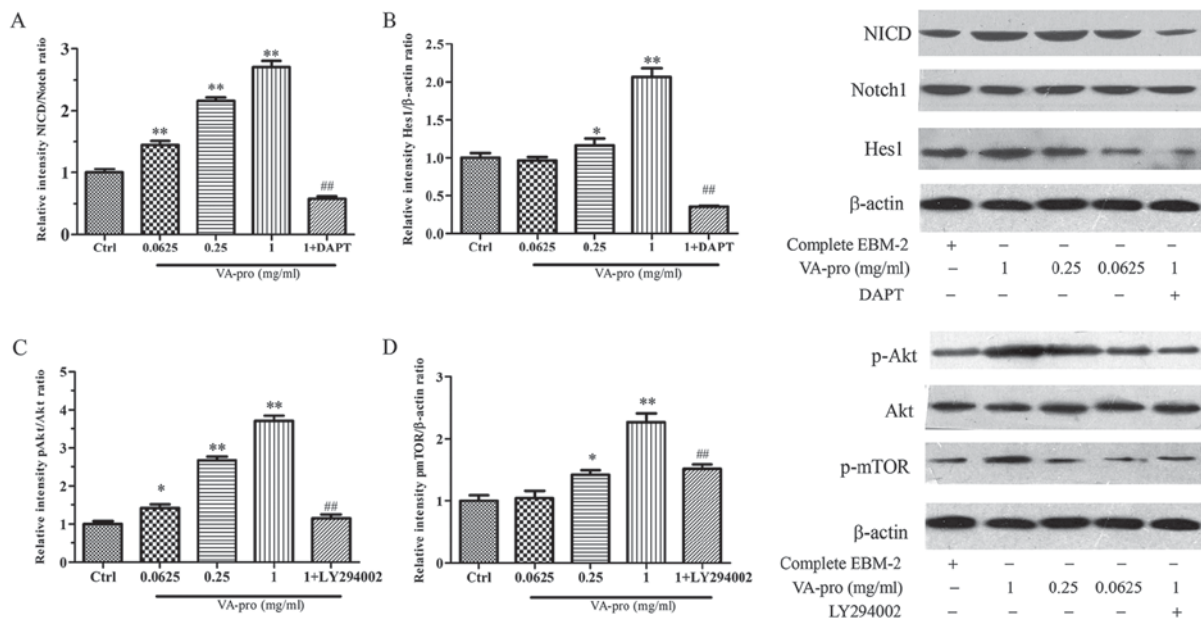 A
Relative intensity NICD/Notch ratio
3
2
1
0
**
**
**
##
Ctrl 0.0625 0.25 1 1+DAPT
VA-pro (mg/ml)
B
Relative intensity Hes1/β-actin ratio
2.5
2.0
1.5
1.0
0.5
0.0
*
**
##
Ctrl 0.0625 0.25 1 1+DAPT
VA-pro (mg/ml)
NICD
Notch1
Hes1
β-actin
Complete EBM-2 + – – – –
VA-pro (mg/ml) – 1 0.25 0.0625 1
DAPT – – – – +
C
Relative intensity pAkt/Akt ratio
5
4
3
2
1
0
*
**
**
##
Ctrl 0.0625 0.25 1 1+LY294002
VA-pro (mg/ml)
D
Relative intensity pmTOR/β-actin ratio
3
2
1
0
*
**
##
Ctrl 0.0625 0.25 1 1+LY294002
VA-pro (mg/ml)
p-Akt
Akt
p-mTOR
β-actin
Complete EBM-2 + – – – –
VA-pro (mg/ml) – 1 0.25 0.0625 1
LY294002 – – – – +